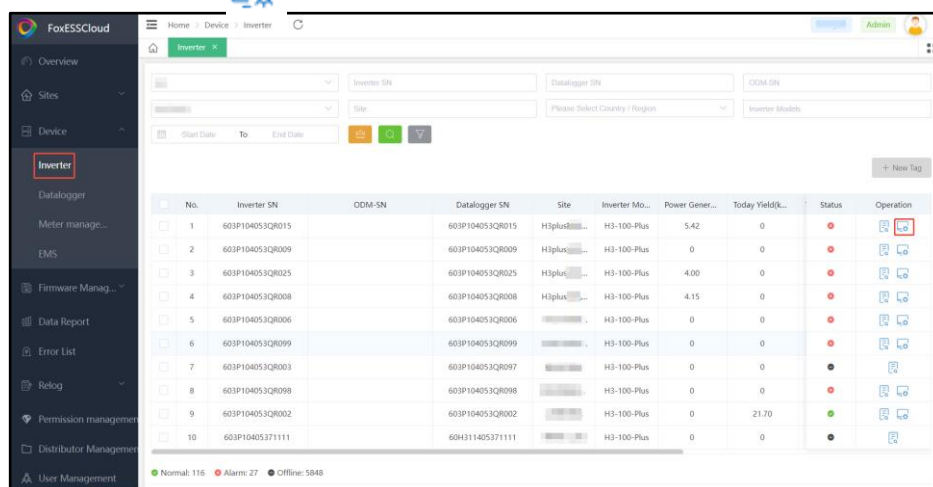 FoxESSCloud
Home > Device > Inverter
Admin
Inverter ×
Overview
Sites
Device
Inverter
Datalogger
Meter manage...
EMS
Firmware Manag...
Data Report
Error List
Relog
Permission managemen
Distributor Managemen
User Management
Inverter SN
Datalogger SN
ODM-SN
Site
Please Select Country / Region
Inverter Models
Start Date To End Date
+ New Tag
No. Inverter SN ODM-SN Datalogger SN Site Inverter Mo... Power Gener... Today Yield(k... Status Operation
1 603P104053QR015 603P104053QR015 H3plus ... H3-100-Plus 5.42 0
2 603P104053QR009 603P104053QR009 H3plus ... H3-100-Plus 0 0
3 603P104053QR025 603P104053QR025 H3plus ... H3-100-Plus 4.00 0
4 603P104053QR008 603P104053QR008 H3plus ... H3-100-Plus 4.15 0
5 603P104053QR006 603P104053QR006 H3-100-Plus 0 0
6 603P104053QR099 603P104053QR099 H3-100-Plus 0 0
7 603P104053QR003 603P104053QR097 H3-100-Plus 0 0
8 603P104053QR098 603P104053QR098 H3-100-Plus 0 0
9 603P104053QR002 603P104053QR002 H3-100-Plus 0 21.70
10 603P10405371111 60H311405371111 H3-100-Plus 0 0
Normal: 116 Alarm: 27 Offline: 5848